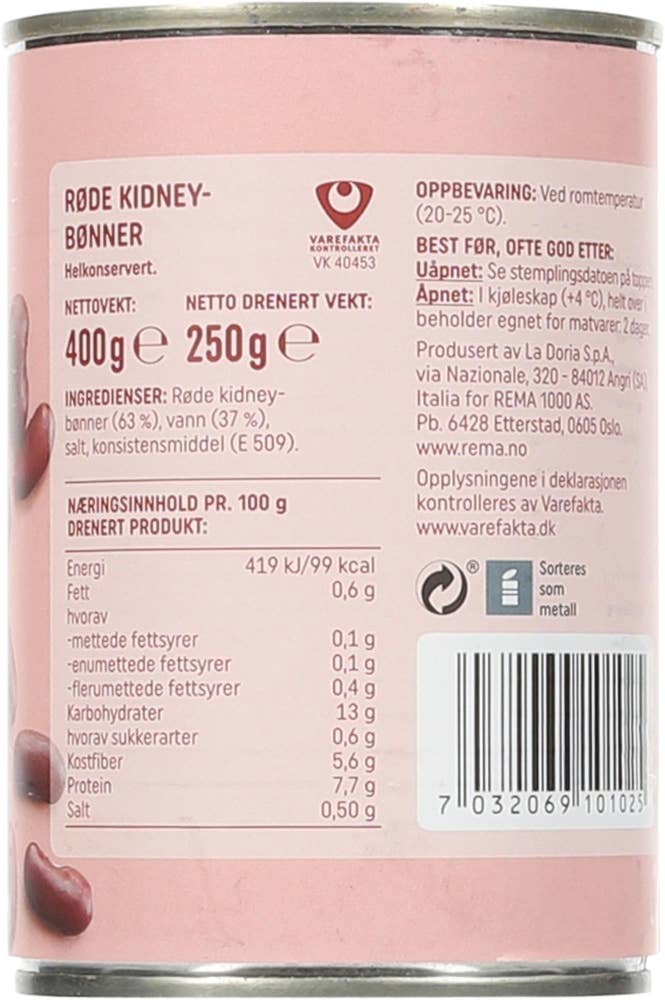 RØDE KIDNEY-
BØNNER
Helkonservert.
VAREFAKTA
KONTROLLERET
VK 40453
NETTOVEKT:
400g℮
NETTO DRENERT VEKT:
250g℮
INGREDIENSER: Røde kidney-
bønner (63 %), vann (37 %),
salt, konsistensmiddel (E 509).
NÆRINGSINNHOLD PR. 100 g
DRENERT PRODUKT:
Energi 419 kJ/99 kcal
Fett 0,6 g
hvorav
-mettede fettsyrer 0,1 g
-enumettede fettsyrer 0,1 g
-flerumettede fettsyrer 0,4 g
Karbohydrater 13 g
hvorav sukkerarter 0,6 g
Kostfiber 5,6 g
Protein 7,7 g
Salt 0,50 g
OPPBEVARING: Ved romtemperatur
(20-25 °C).
BEST FØR, OFTE GOD ETTER:
Uåpnet: Se stemplingsdatoen på toppen
Åpnet: I kjøleskap (+4 °C), helt over i
beholder egnet for matvarer: 2 dager
Produsert av La Doria S.p.A.,
via Nazionale, 320 - 84012 Angri (SA)
Italia for REMA 1000 AS.
Pb. 6428 Etterstad, 0605 Oslo.
www.rema.no
Opplysningene i deklarasjonen
kontrolleres av Varefakta.
www.varefakta.dk
®
Sorteres
som
metall
7 032069 101025